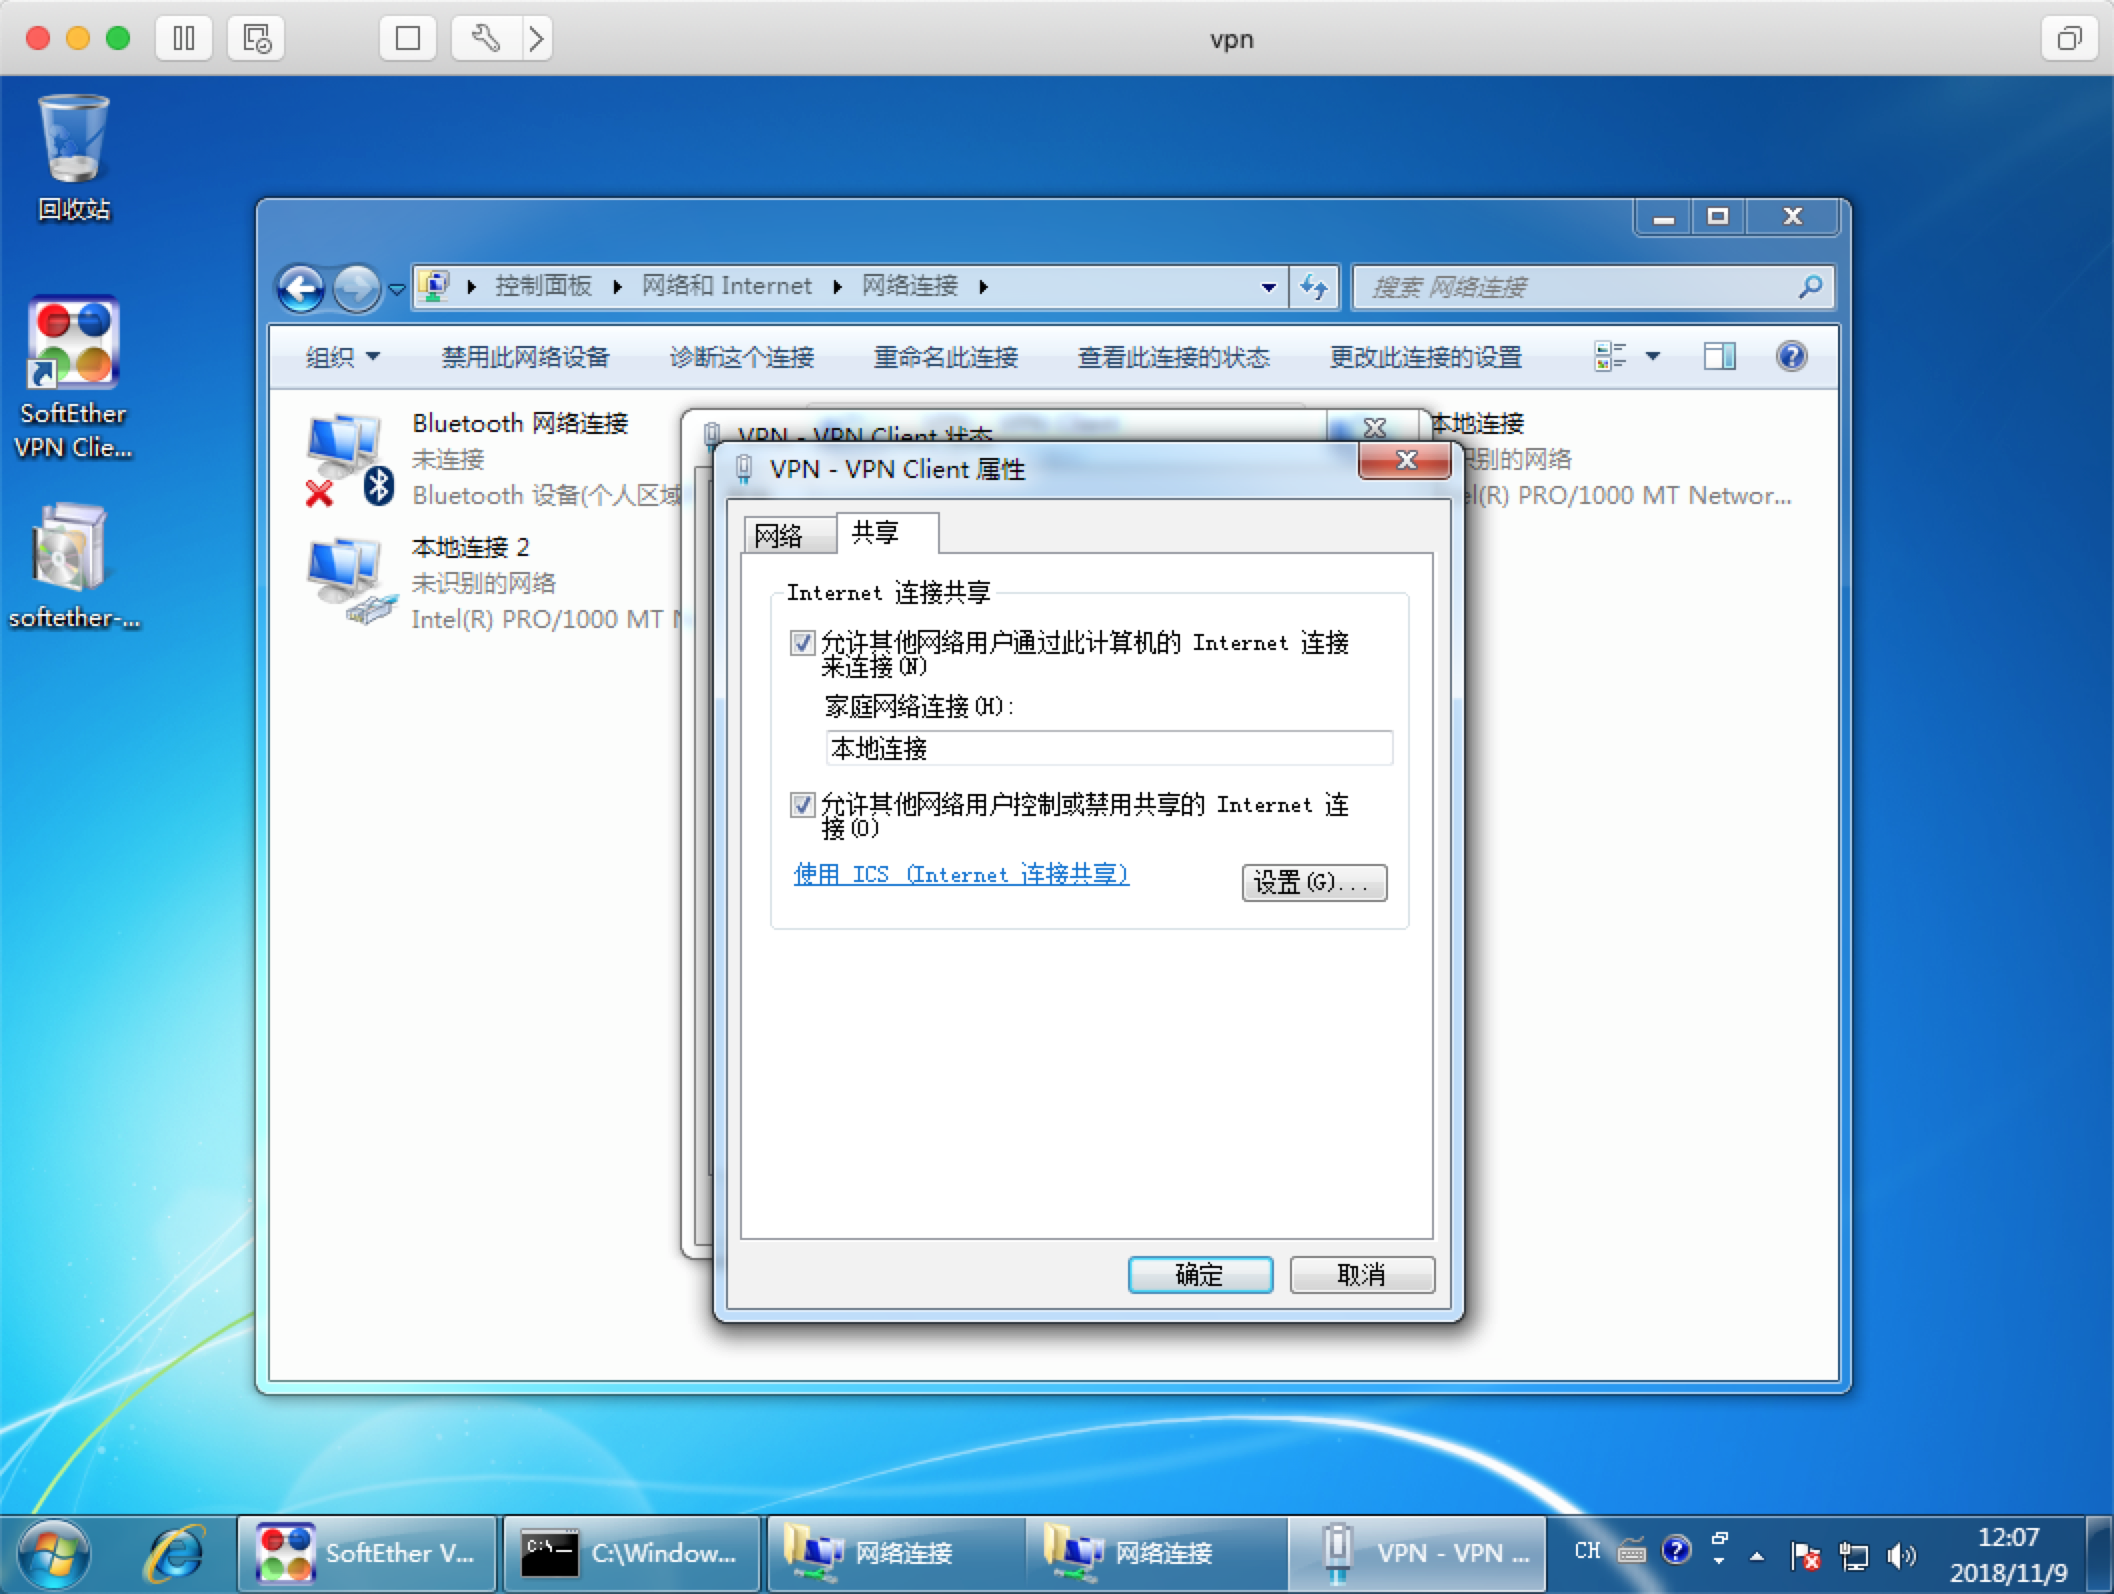 vpn
回收站
SoftEther
VPN Clie...
softether-...
控制面板 网络和 Internet 网络连接
搜索 网络连接
组织 禁用此网络设备 诊断这个连接 重命名此连接 查看此连接的状态 更改此连接的设置
Bluetooth 网络连接
未连接
Bluetooth 设备(个人区域
本地连接 2
未识别的网络
Intel(R) PRO/1000 MT N
本地连接
识别的网络
el(R) PRO/1000 MT Networ...
VPN - VPN Client 状态
VPN - VPN Client 属性
网络 共享
Internet 连接共享
允许其他网络用户通过此计算机的 Internet 连接
来连接(N)
家庭网络连接(H):
本地连接
允许其他网络用户控制或禁用共享的 Internet 连
接(O)
使用 ICS (Internet 连接共享)
设置(G)...
确定 取消
SoftEther V...
C:\Window...
网络连接
网络连接
VPN - VPN ...
CH
12:07
2018/11/9